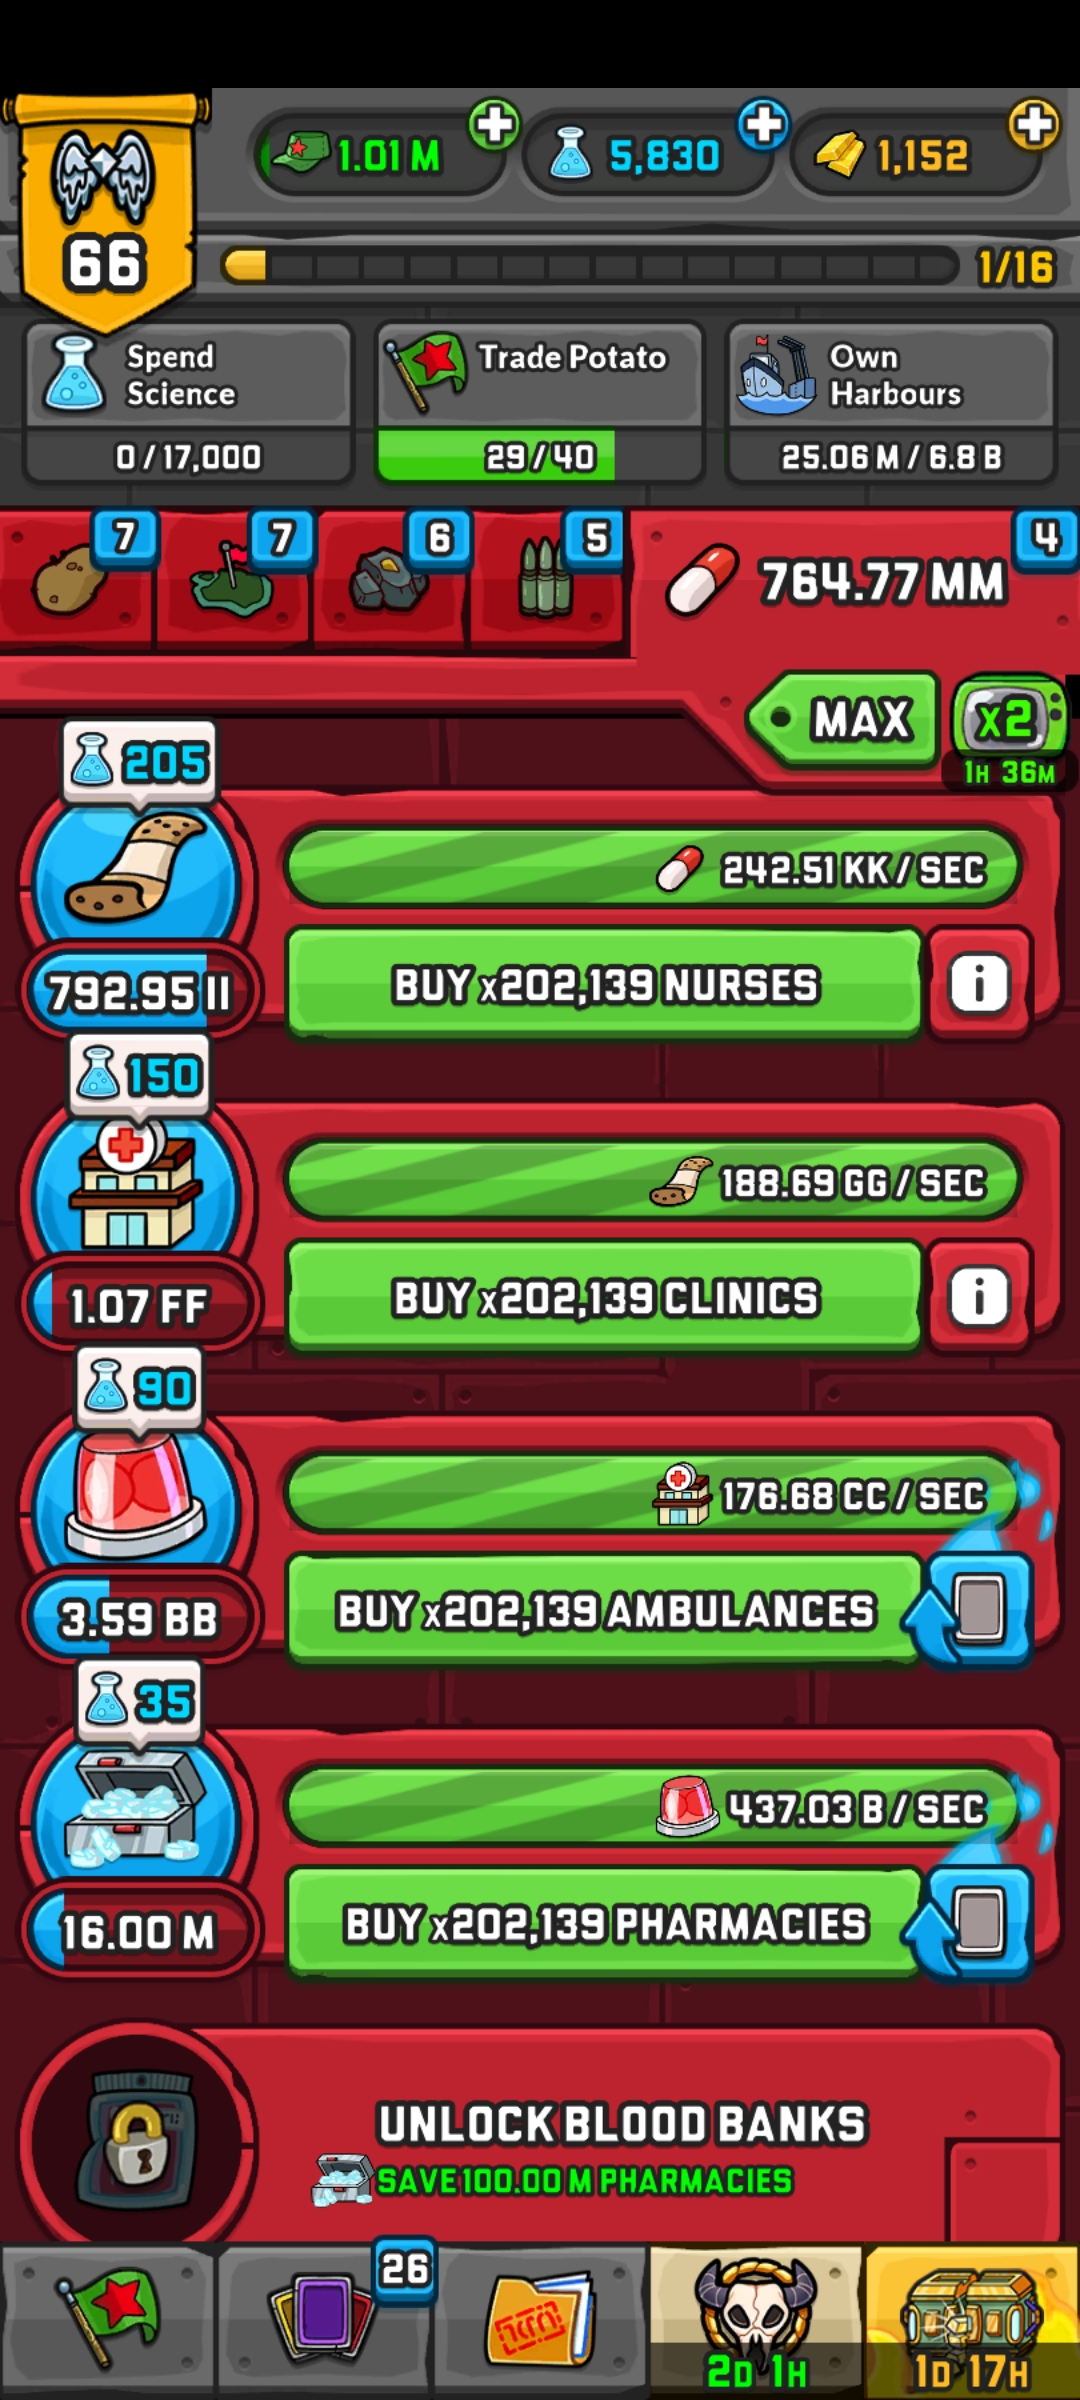 1.01 M
5,830
1,152
66
1/16
Spend
Science
0 / 17,000
Trade Potato
29 / 40
Own
Harbours
25.06 M / 6.8 B
7
7
6
5
764.77 MM
4
MAX
x2
1H 36M
205
242.51 KK / SEC
792.95 II
BUY x202,139 NURSES
i
150
188.69 GG / SEC
1.07 FF
BUY x202,139 CLINICS
i
90
176.68 CC / SEC
3.59 BB
BUY x202,139 AMBULANCES
35
437.03 B / SEC
16.00 M
BUY x202,139 PHARMACIES
UNLOCK BLOOD BANKS
SAVE 100.00 M PHARMACIES
26
2D 1H
1D 17H